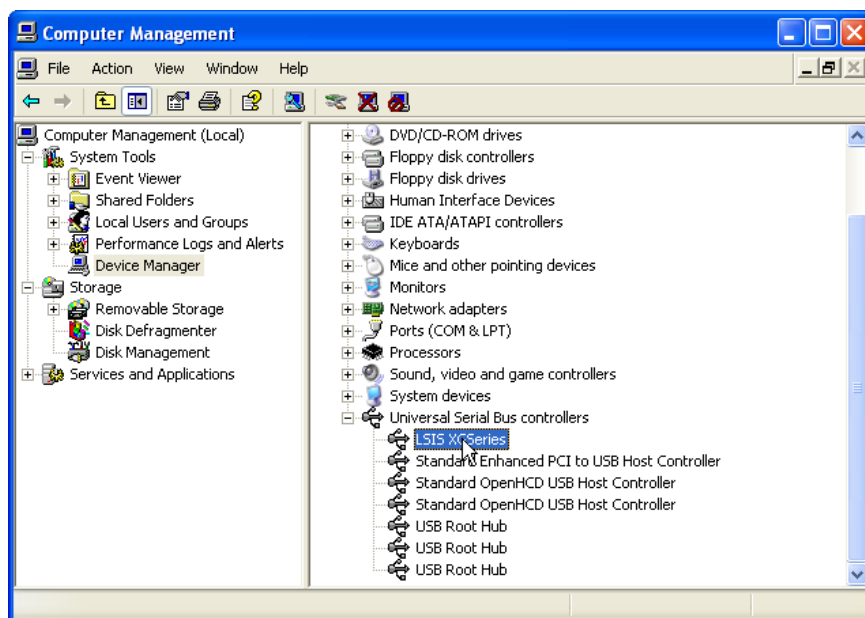 Computer Management
File Action View Window Help
Computer Management (Local)
System Tools
Event Viewer
Shared Folders
Local Users and Groups
Performance Logs and Alerts
Device Manager
Storage
Removable Storage
Disk Defragmenter
Disk Management
Services and Applications
DVD/CD-ROM drives
Floppy disk controllers
Floppy disk drives
Human Interface Devices
IDE ATA/ATAPI controllers
Keyboards
Mice and other pointing devices
Monitors
Network adapters
Ports (COM & LPT)
Processors
Sound, video and game controllers
System devices
Universal Serial Bus controllers
LSIS XGSeries
Standard Enhanced PCI to USB Host Controller
Standard OpenHCD USB Host Controller
Standard OpenHCD USB Host Controller
USB Root Hub
USB Root Hub
USB Root Hub